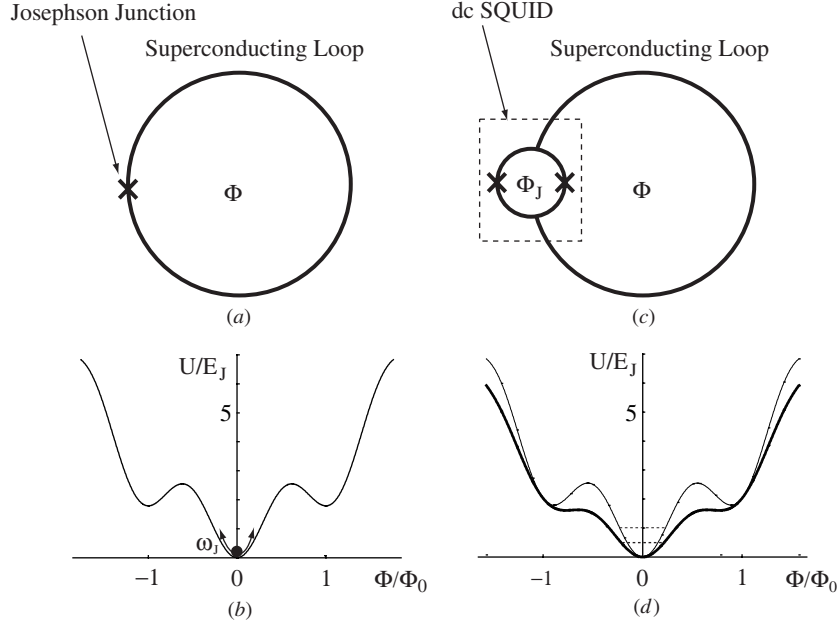 Josephson Junction
Superconducting Loop
Φ
(a)
dc SQUID
Superconducting Loop
Φ_J
Φ
(c)
U/E_J
5
ω_J
−1
0
1
Φ/Φ_0
(b)
U/E_J
5
−1
0
1
Φ/Φ_0
(d)